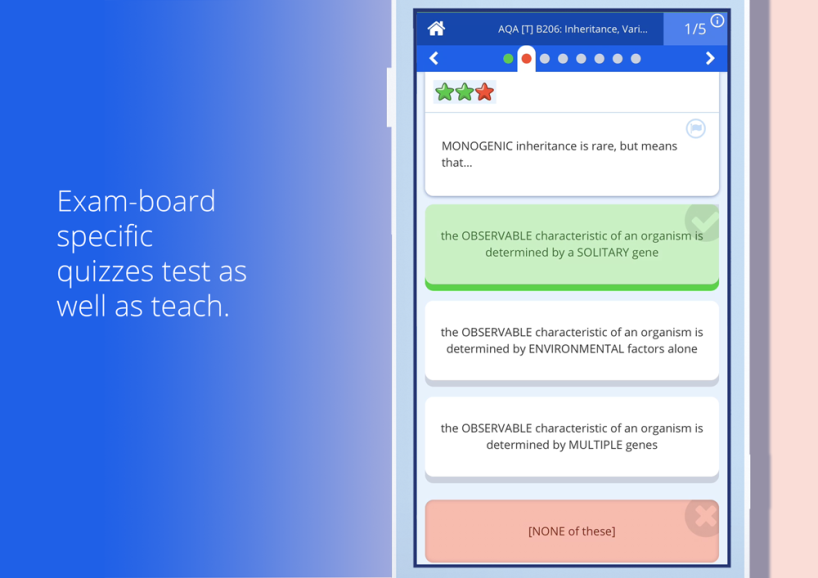 Exam-board
specific
quizzes test as
well as teach.
AQA [T] B206: Inheritance, Vari...
1/5
i
MONOGENIC inheritance is rare, but means
that...
the OBSERVABLE characteristic of an organism is
determined by a SOLITARY gene
the OBSERVABLE characteristic of an organism is
determined by ENVIRONMENTAL factors alone
the OBSERVABLE characteristic of an organism is
determined by MULTIPLE genes
[NONE of these]